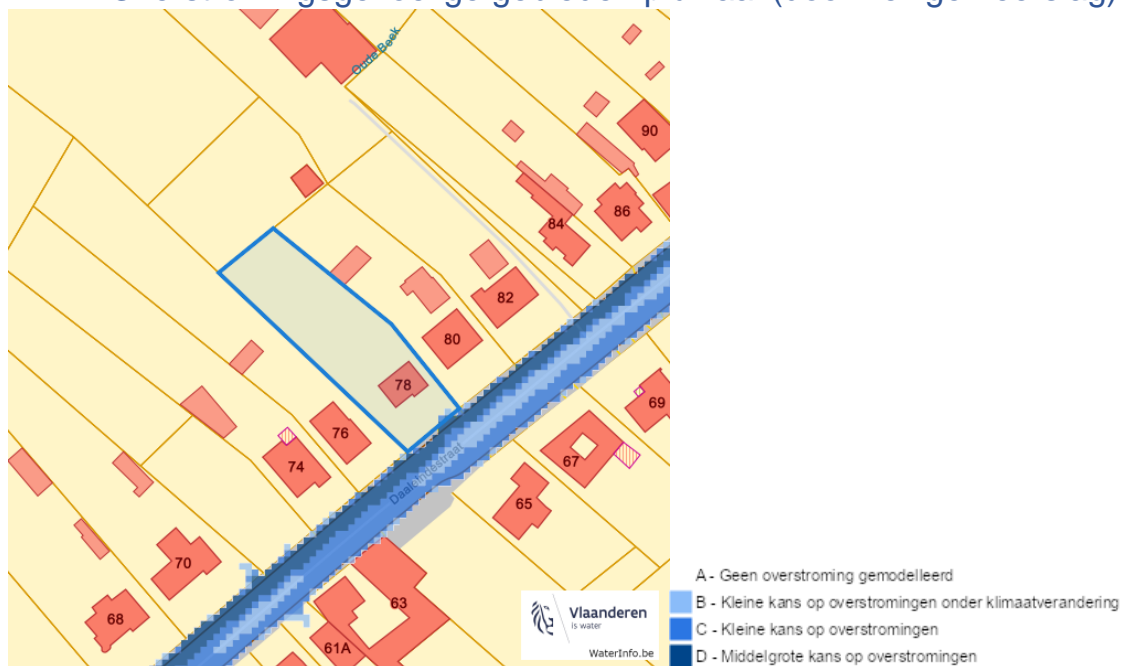 Oude Beek
90
86
84
82
80
78
76
74
69
67
65
70
63
68
61A
Vlaanderen
is water
WaterInfo.be
A - Geen overstroming gemodelleerd
B - Kleine kans op overstromingen onder klimaatverandering
C - Kleine kans op overstromingen
D - Middelgrote kans op overstromingen